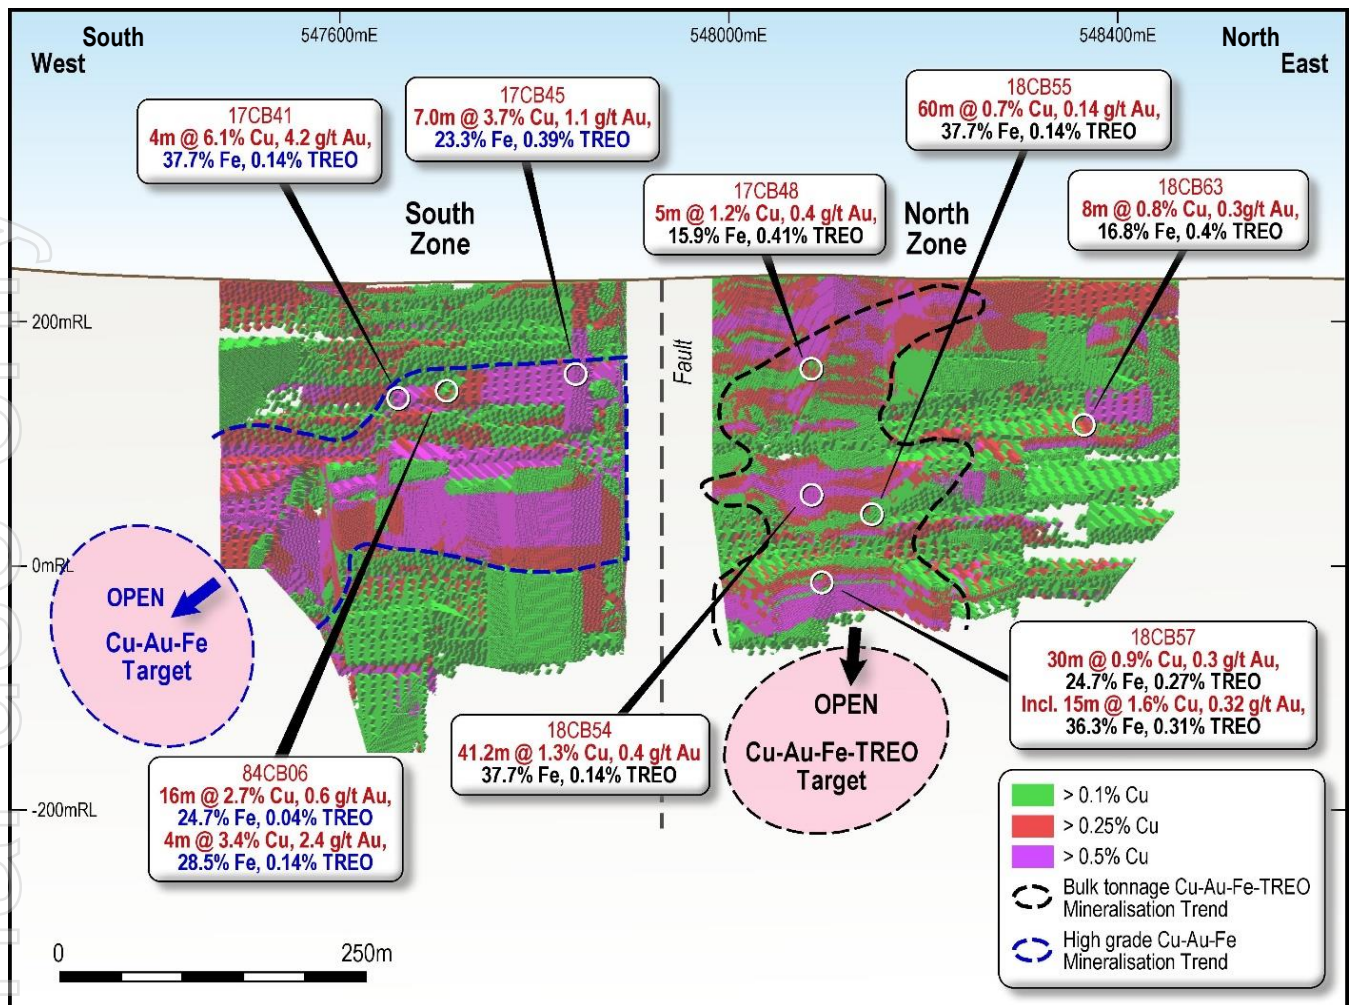 South
West
547600mE
548000mE
548400mE
North
East
17CB41
4m @ 6.1% Cu, 4.2 g/t Au,
37.7% Fe, 0.14% TREO
17CB45
7.0m @ 3.7% Cu, 1.1 g/t Au,
23.3% Fe, 0.39% TREO
18CB55
60m @ 0.7% Cu, 0.14 g/t Au,
37.7% Fe, 0.14% TREO
17CB48
5m @ 1.2% Cu, 0.4 g/t Au,
15.9% Fe, 0.41% TREO
18CB63
8m @ 0.8% Cu, 0.3g/t Au,
16.8% Fe, 0.4% TREO
South
Zone
North
Zone
200mRL
Fault
0mRL
OPEN
Cu-Au-Fe
Target
-200mRL
84CB06
16m @ 2.7% Cu, 0.6 g/t Au,
24.7% Fe, 0.04% TREO
4m @ 3.4% Cu, 2.4 g/t Au,
28.5% Fe, 0.14% TREO
18CB54
41.2m @ 1.3% Cu, 0.4 g/t Au
37.7% Fe, 0.14% TREO
OPEN
Cu-Au-Fe-TREO
Target
18CB57
30m @ 0.9% Cu, 0.3 g/t Au,
24.7% Fe, 0.27% TREO
Incl. 15m @ 1.6% Cu, 0.32 g/t Au,
36.3% Fe, 0.31% TREO
> 0.1% Cu
> 0.25% Cu
> 0.5% Cu
Bulk tonnage Cu-Au-Fe-TREO
Mineralisation Trend
High grade Cu-Au-Fe
Mineralisation Trend
0
250m